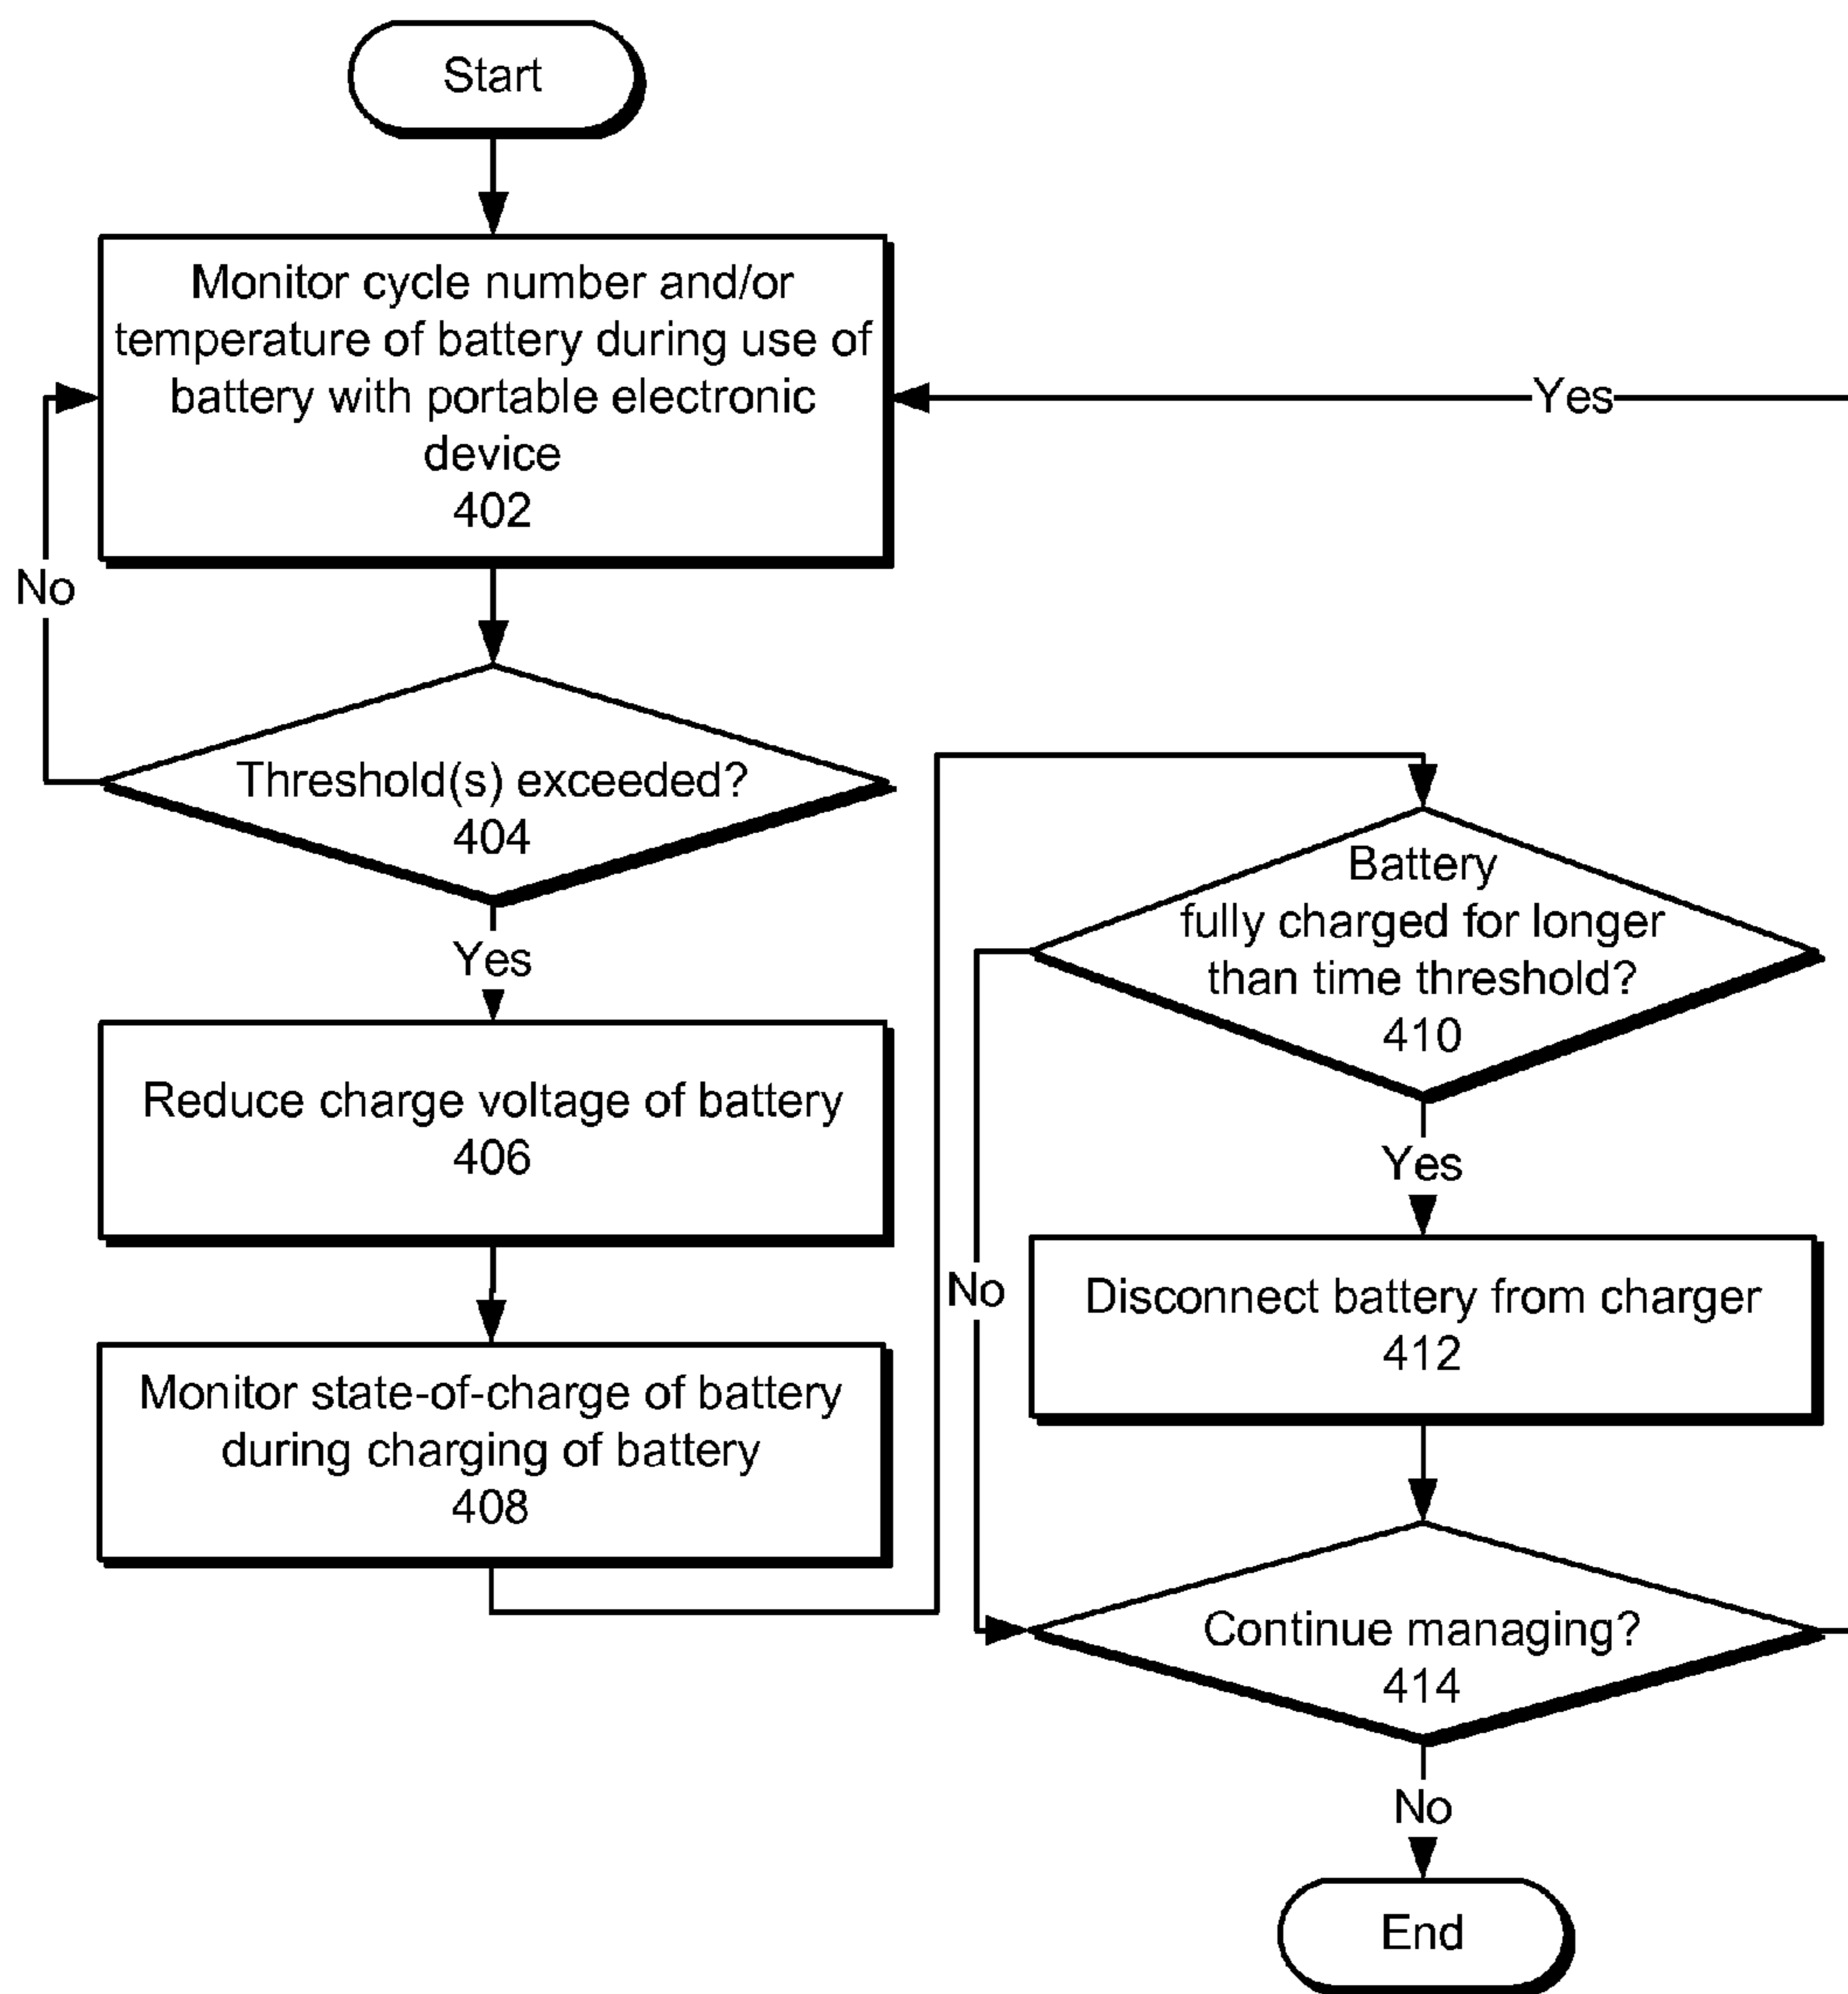 Start
Monitor cycle number and/or
temperature of battery during use of
battery with portable electronic
device
402
Yes
No
Threshold(s) exceeded?
404
Yes
Reduce charge voltage of battery
406
Monitor state-of-charge of battery
during charging of battery
408
Battery
fully charged for longer
than time threshold?
410
Yes
No
Disconnect battery from charger
412
Continue managing?
414
No
End